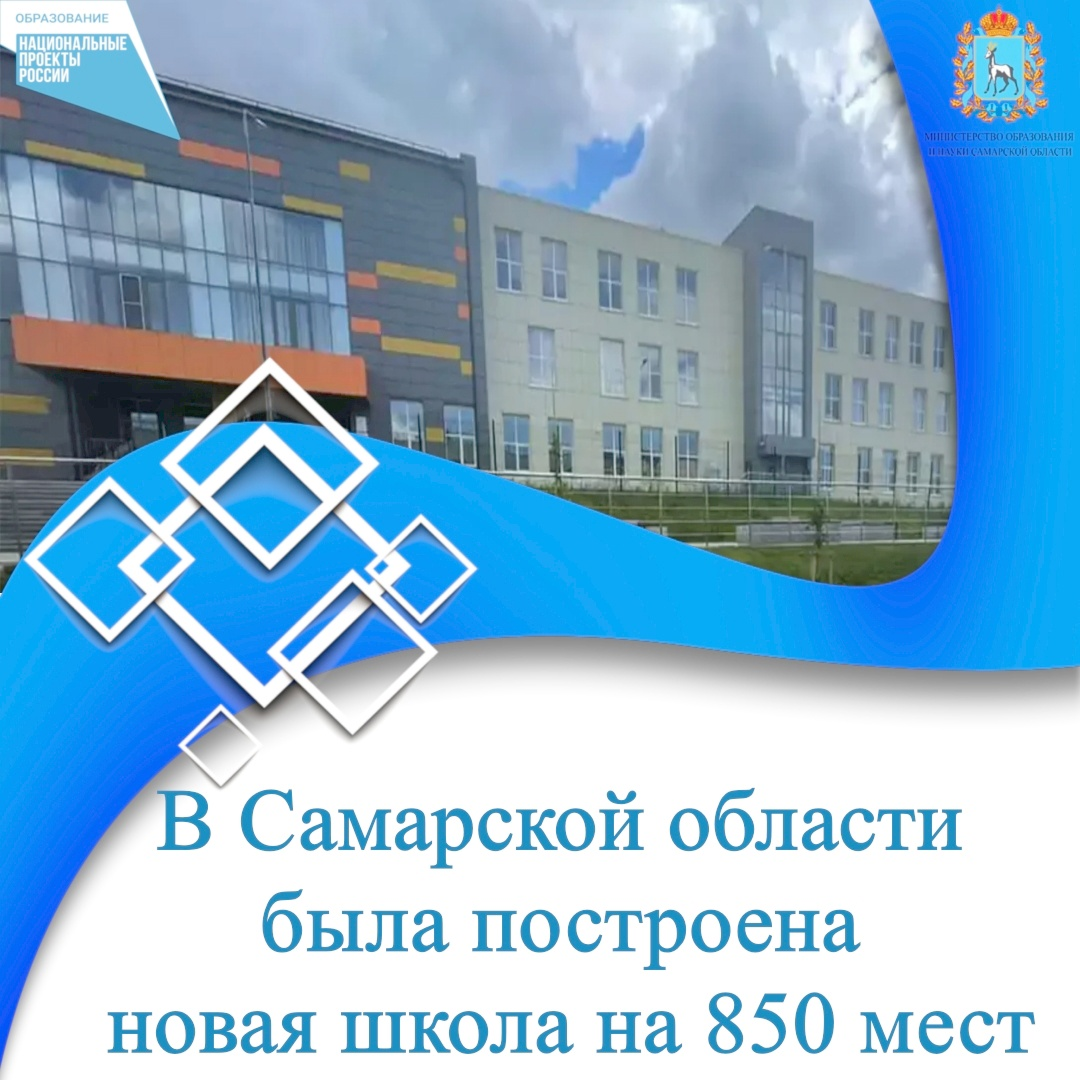 ОБРАЗОВАНИЕ
НАЦИОНАЛЬНЫЕ
ПРОЕКТЫ
РОССИИ
МИНИСТЕРСТВО ОБРАЗОВАНИЯ
И НАУКИ САМАРСКОЙ ОБЛАСТИ
В Самарской области
была построена
новая школа на 850 мест